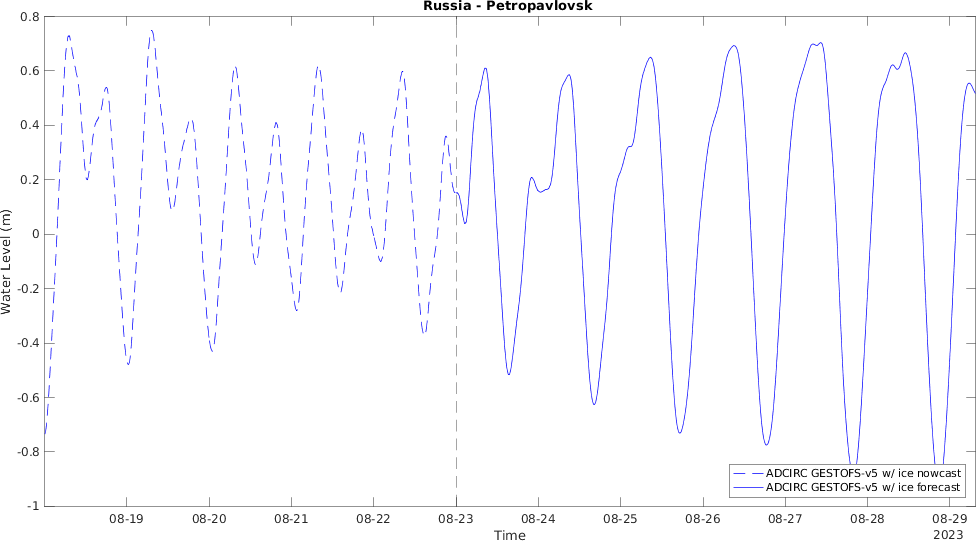 Russia - Petropavlovsk
Water Level (m)
0.8
0.6
0.4
0.2
0
-0.2
-0.4
-0.6
-0.8
-1
ADCIRC GESTOFS-v5 w/ ice nowcast
ADCIRC GESTOFS-v5 w/ ice forecast
08-19 08-20 08-21 08-22 08-23 08-24 08-25 08-26 08-27 08-28 08-29
Time 2023